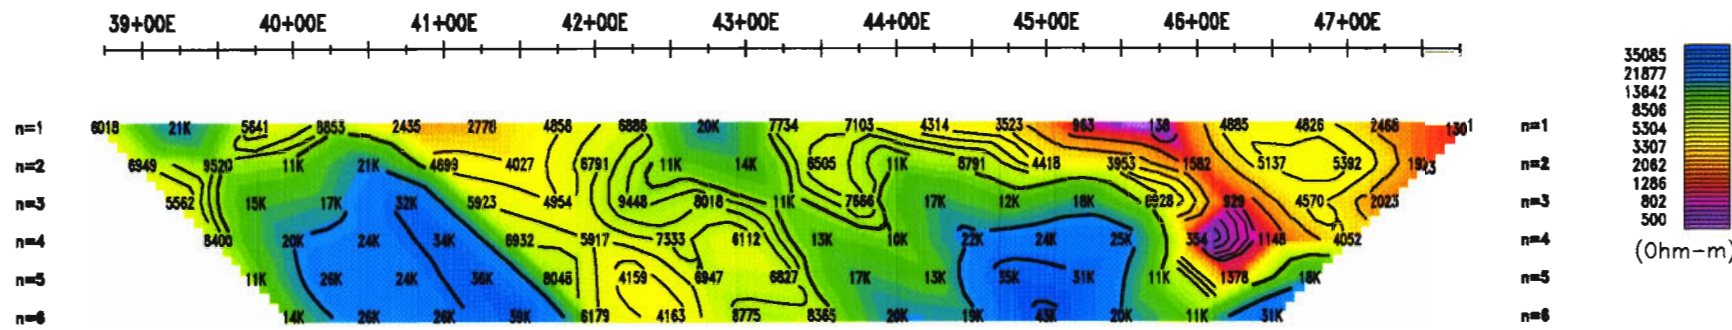 39+00E 40+00E 41+00E 42+00E 43+00E 44+00E 45+00E 46+00E 47+00E
35085
21877
13642
8506
5304
3307
2062
1286
802
500
(Ohm-m)
n=1 6018 21K 5641 8853 2435 2778 4858 6886 20K 7734 7103 4314 3523 963 138 4885 4826 2466 1301 n=1
n=2 6949 9520 11K 21K 4699 4027 6791 11K 14K 6505 11K 6791 4418 3953 1582 5137 5392 1923 n=2
n=3 5562 15K 17K 32K 5923 4954 9448 8018 11K 7666 17K 12K 18K 6928 929 4570 2023 n=3
n=4 8400 20K 24K 34K 6932 5917 7333 6112 13K 10K 22K 24K 25K 354 1148 4052 n=4
n=5 11K 26K 24K 36K 8048 4159 6947 6827 17K 13K 35K 31K 11K 1378 18K n=5
n=6 14K 26K 26K 39K 6179 4163 8775 8365 20K 19K 43K 20K 11K 31K n=6